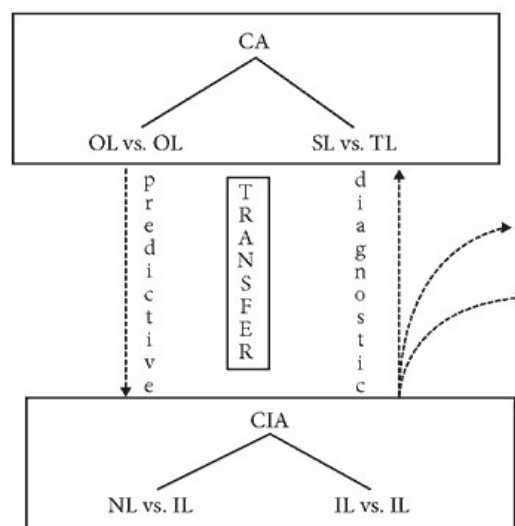 CA
OL vs. OL
SL vs. TL
predictive
TRANSFER
diagnostic
CIA
NL vs. IL
IL vs. IL